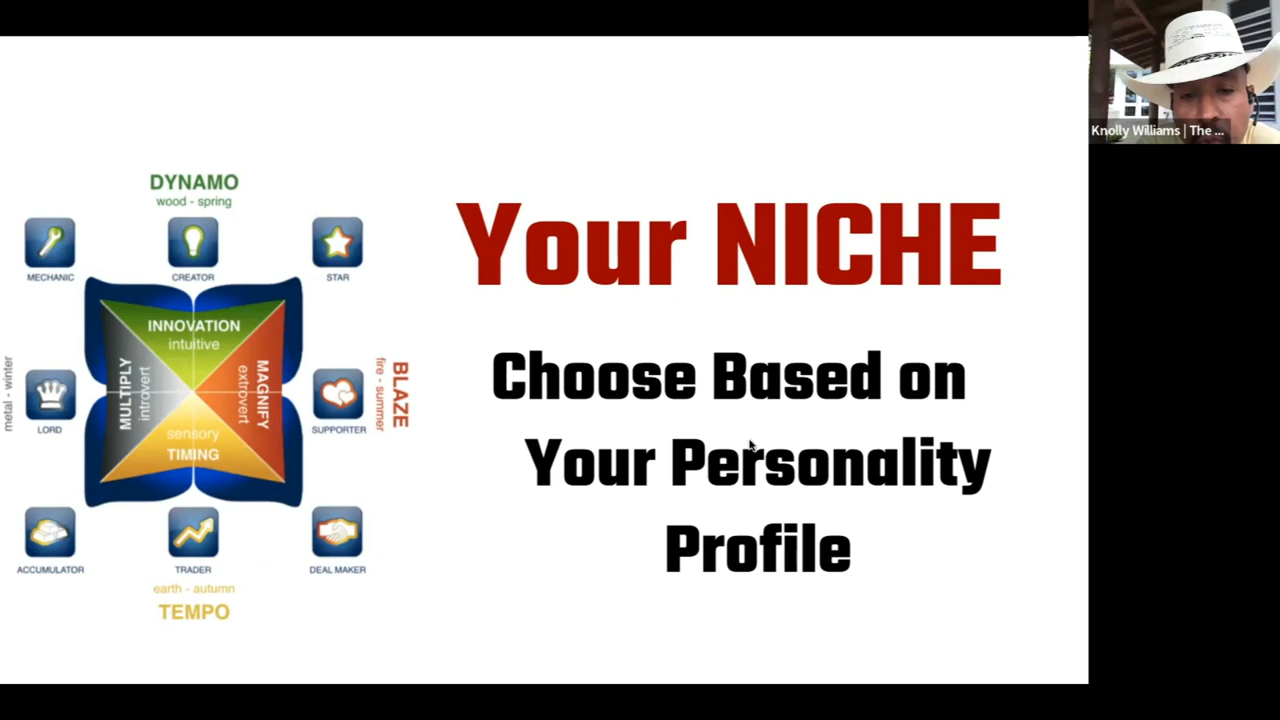 Knolly Williams | The ...
Your NICHE
Choose Based on
Your Personality
Profile
DYNAMO
wood - spring
MECHANIC
CREATOR
STAR
INNOVATION
intuitive
MULTIPLY
introvert
MAGNIFY
extrovert
sensory
TIMING
metal - winter
LORD
SUPPORTER
BLAZE
fire - summer
ACCUMULATOR
TRADER
DEAL MAKER
earth - autumn
TEMPO